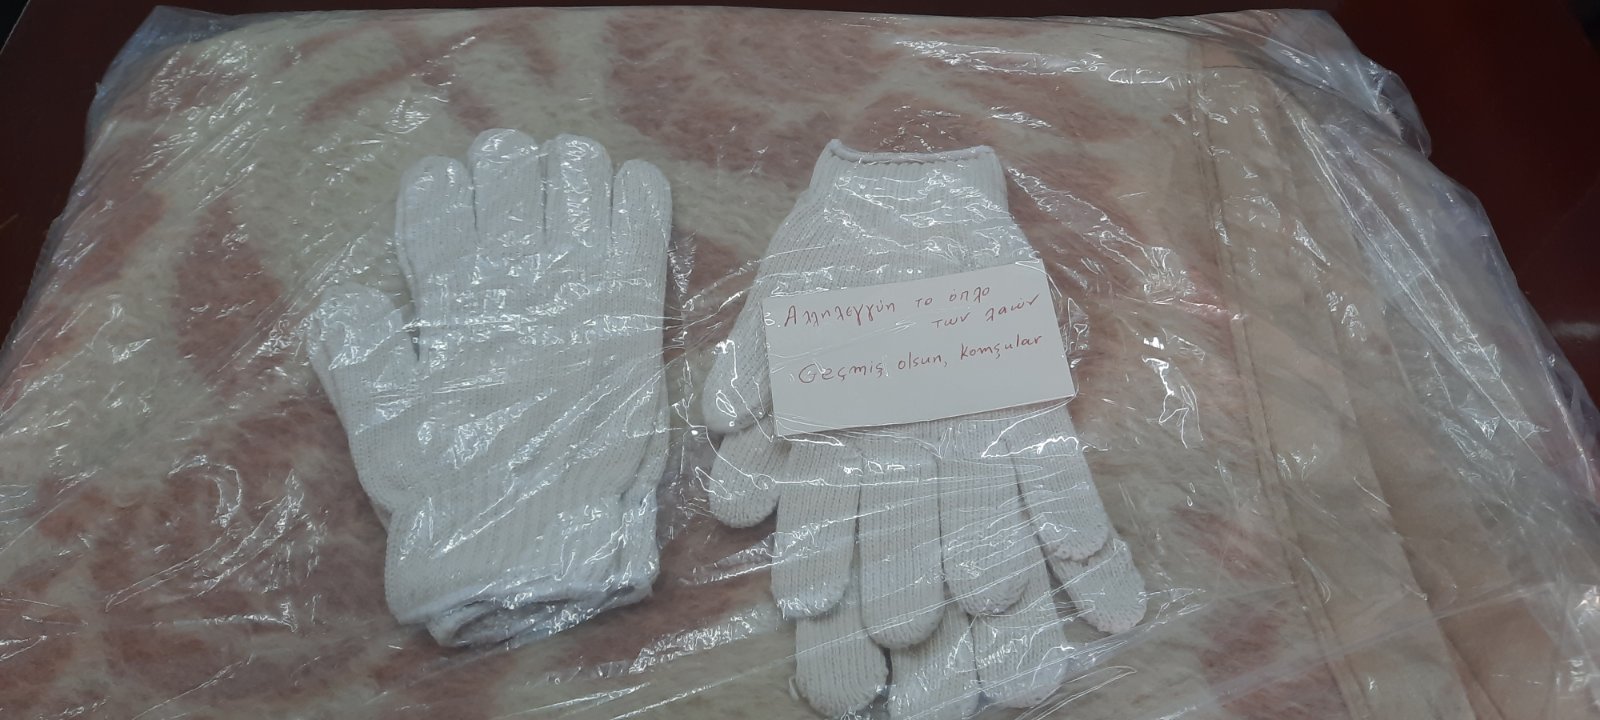 Αλληλεγγύη το όπλο
των λαών
Geçmiş olsun, komşular